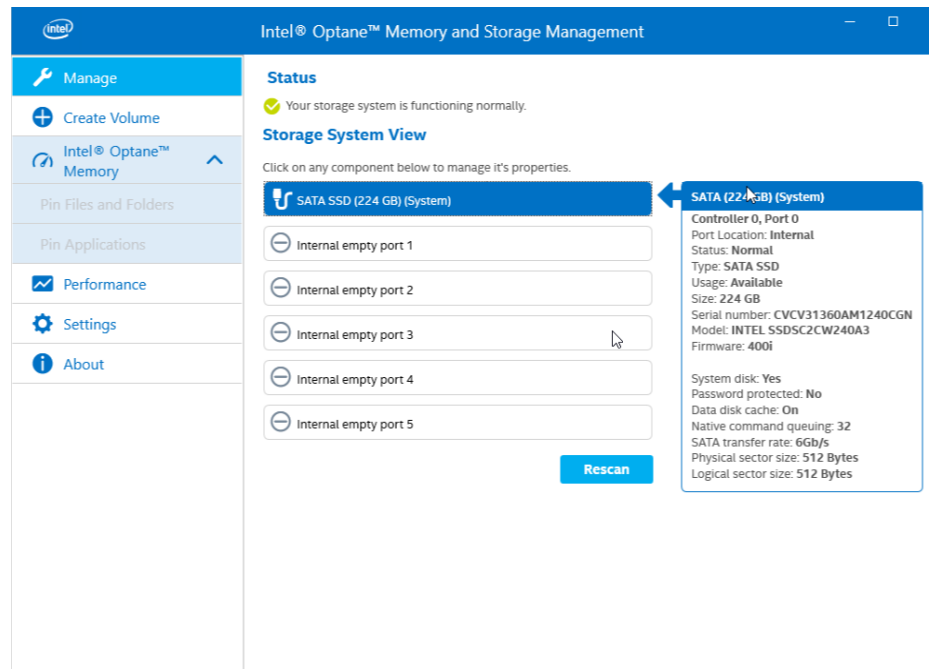 intel
Intel® Optane™ Memory and Storage Management
Manage
Create Volume
Intel® Optane™
Memory
Pin Files and Folders
Pin Applications
Performance
Settings
About
Status
Your storage system is functioning normally.
Storage System View
Click on any component below to manage it's properties.
SATA SSD (224 GB) (System)
Internal empty port 1
Internal empty port 2
Internal empty port 3
Internal empty port 4
Internal empty port 5
Rescan
SATA (224 GB) (System)
Controller 0, Port 0
Port Location: Internal
Status: Normal
Type: SATA SSD
Usage: Available
Size: 224 GB
Serial number: CVCV31360AM1240CGN
Model: INTEL SSDSC2CW240A3
Firmware: 400i
System disk: Yes
Password protected: No
Data disk cache: On
Native command queuing: 32
SATA transfer rate: 6Gb/s
Physical sector size: 512 Bytes
Logical sector size: 512 Bytes